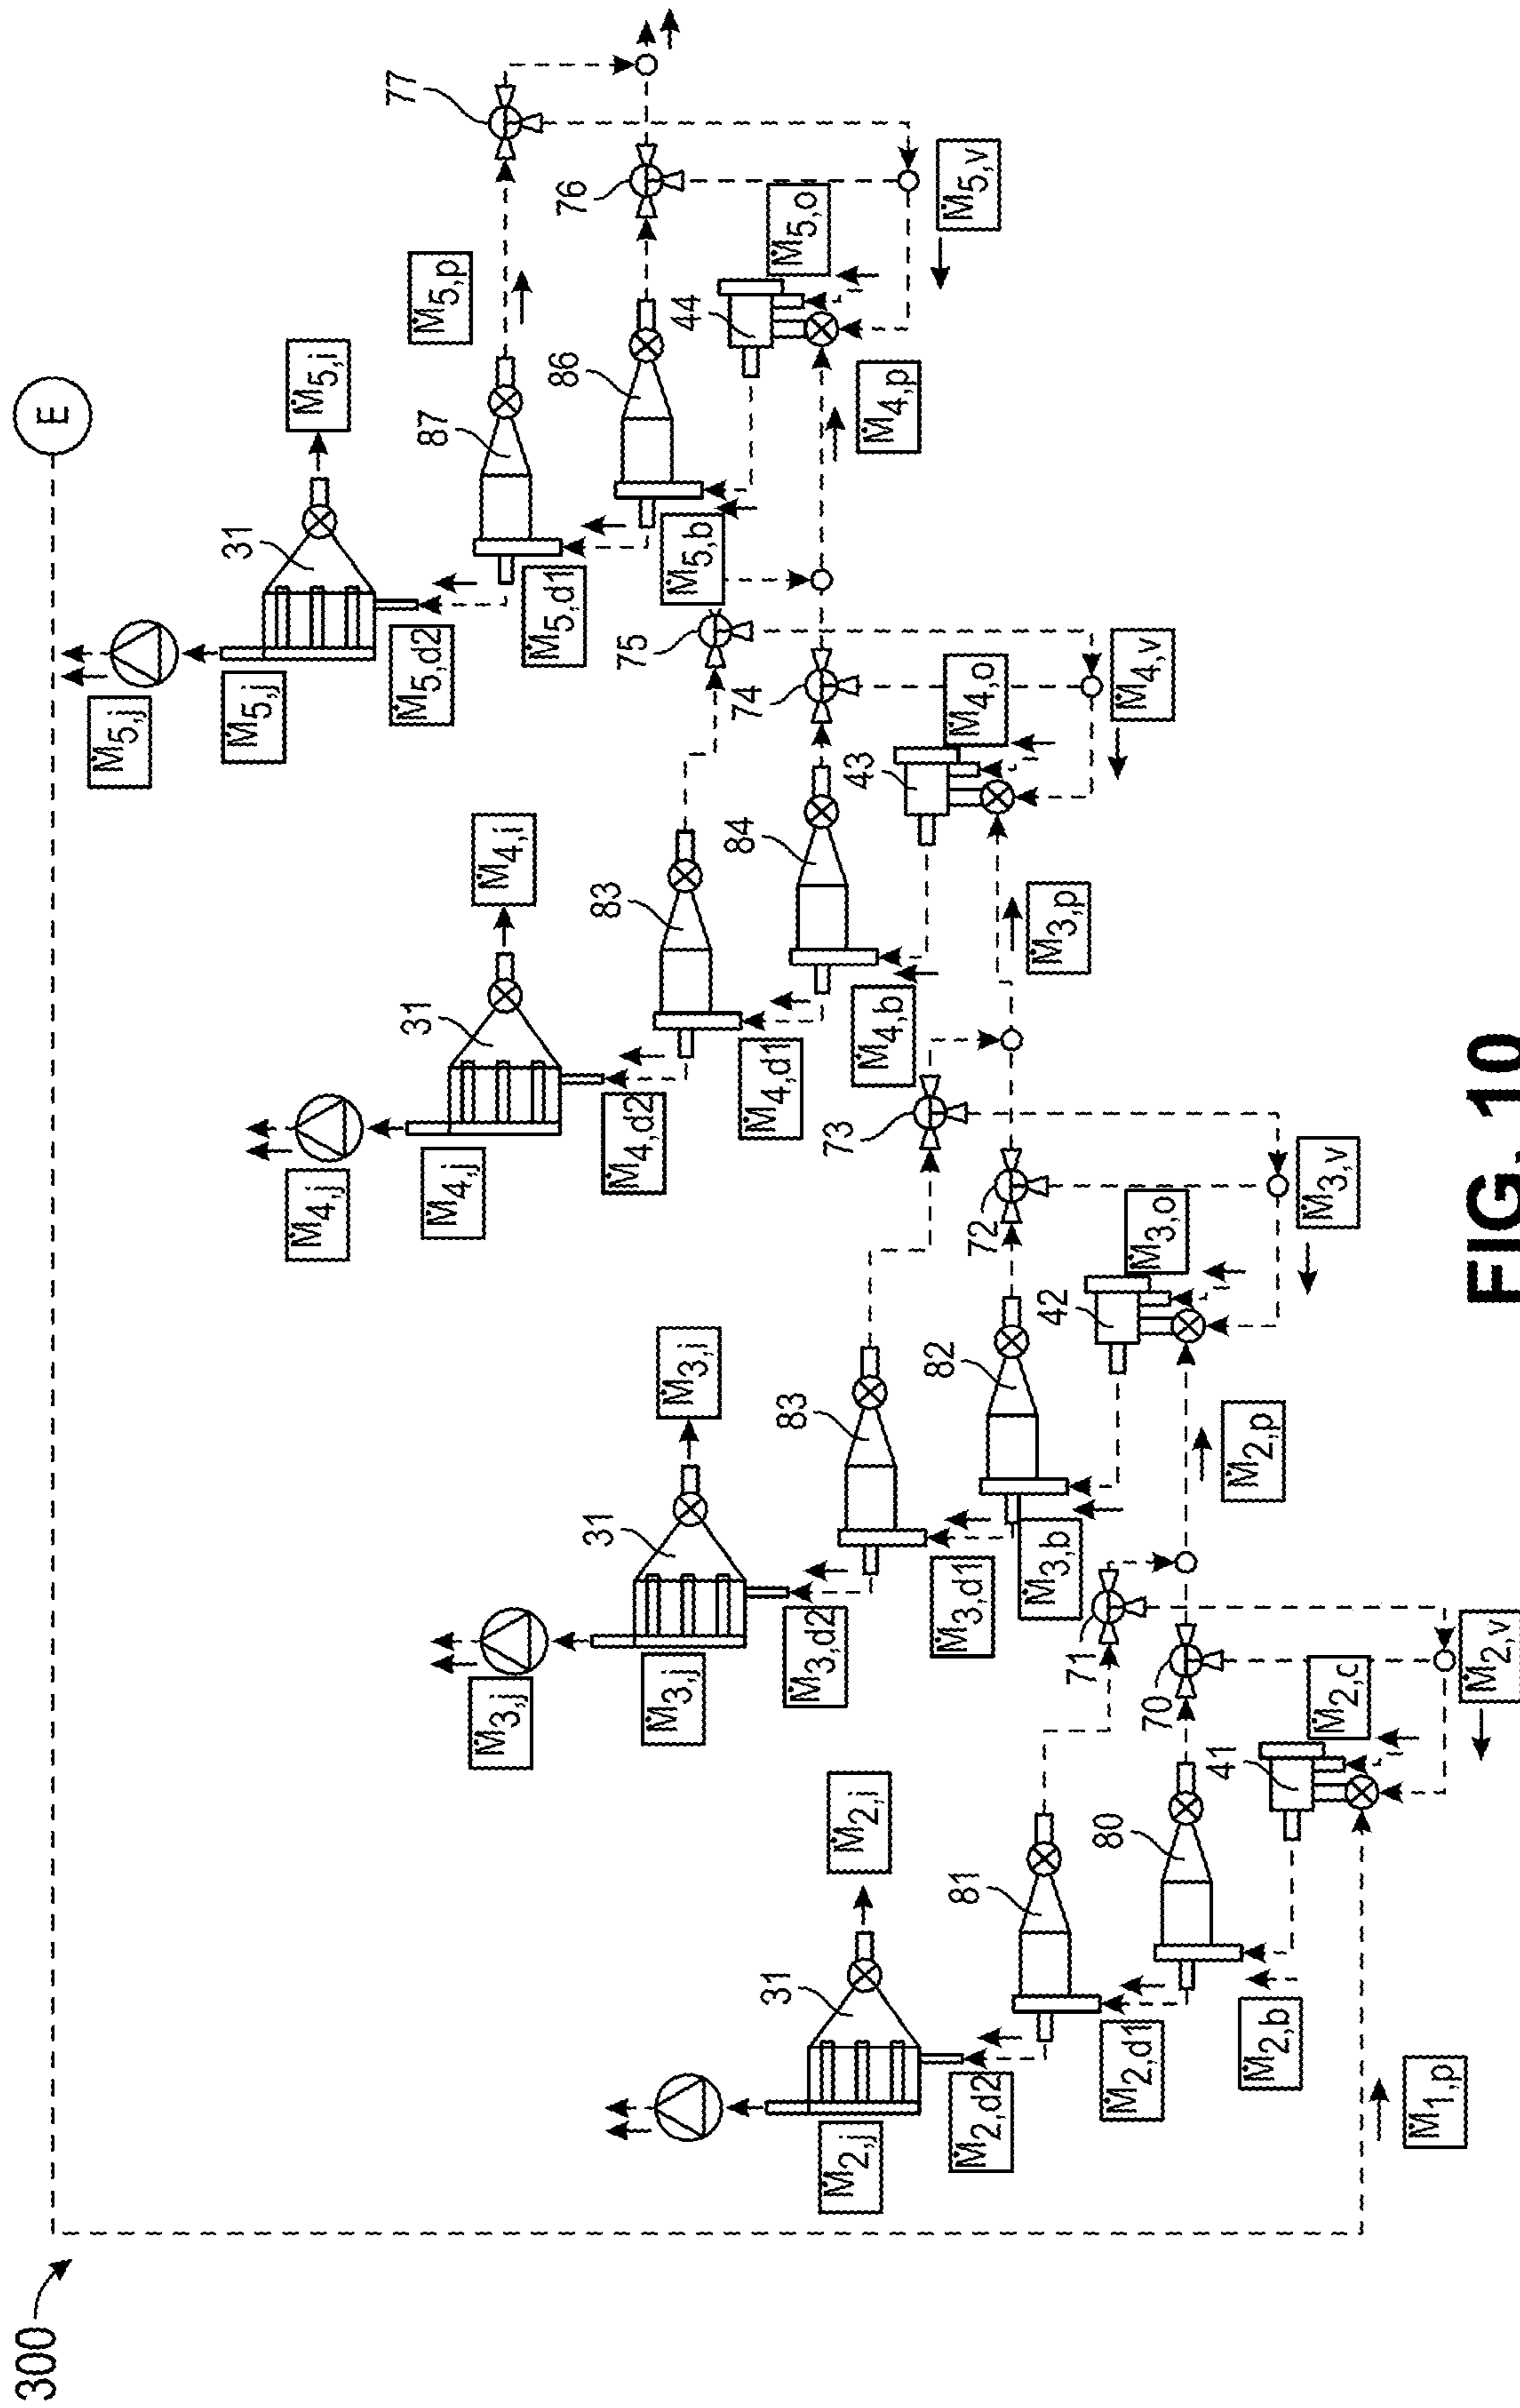 300
E
Ṁ5,j
Ṁ5,j
31
Ṁ5,i
Ṁ5,d2
87
Ṁ5,p
77
Ṁ5,d1
86
76
Ṁ5,b
44
Ṁ5,o
Ṁ5,v
Ṁ4,p
Ṁ4,j
Ṁ4,j
31
Ṁ4,i
Ṁ4,d2
83
75
Ṁ4,d1
84
74
Ṁ4,b
43
Ṁ4,o
Ṁ4,v
Ṁ3,p
Ṁ3,j
Ṁ3,j
31
Ṁ3,i
Ṁ3,d2
83
73
Ṁ3,d1
82
72
Ṁ3,b
42
Ṁ3,o
Ṁ3,v
Ṁ2,p
Ṁ2,j
31
Ṁ2,i
Ṁ2,d2
81
71
Ṁ2,d1
80
70
Ṁ2,b
41
Ṁ2,c
Ṁ2,v
Ṁ1,p
FIG. 10